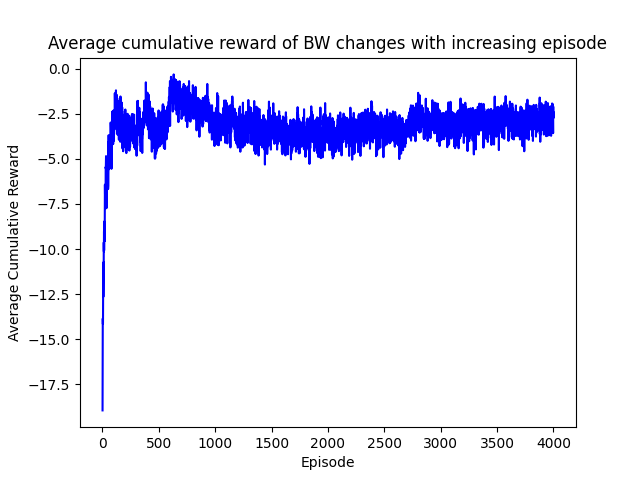 Average cumulative reward of BW changes with increasing episode
0.0
−2.5
−5.0
−7.5
−10.0
−12.5
−15.0
−17.5
Average Cumulative Reward
0 500 1000 1500 2000 2500 3000 3500 4000
Episode